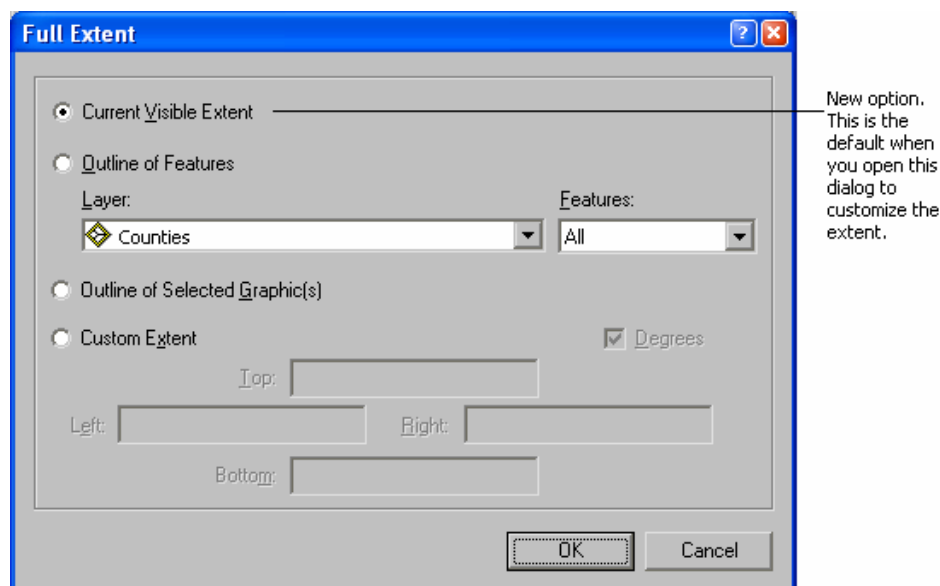 Full Extent
Current Visible Extent
New option.
This is the
default when
you open this
dialog to
customize the
extent.
Outline of Features
Layer:
Features:
Counties
All
Outline of Selected Graphic(s)
Custom Extent
Degrees
Top:
Left:
Right:
Bottom:
OK
Cancel